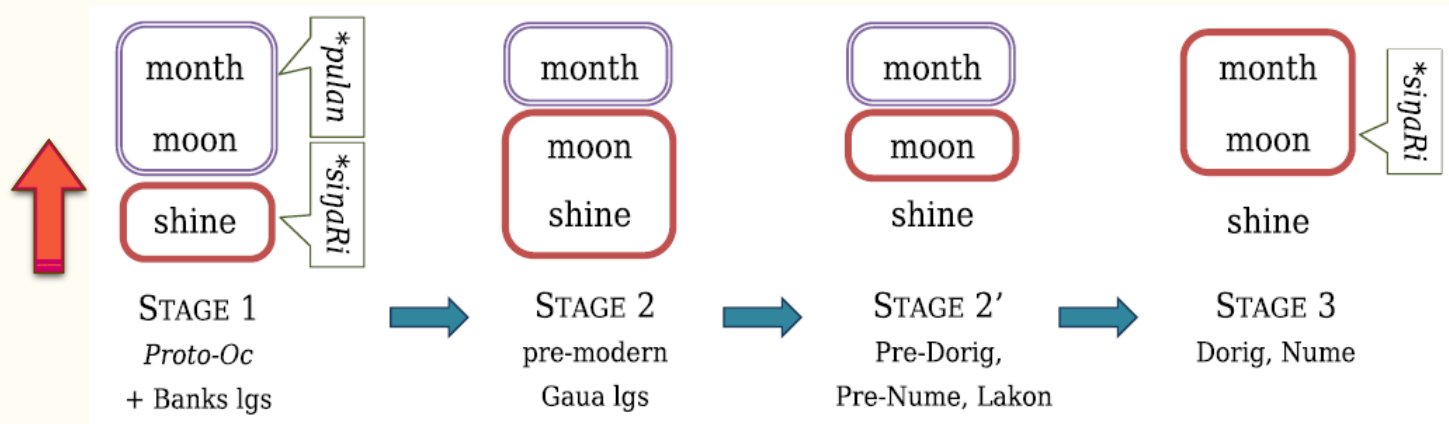 month
moon
shine
*pulan
*siŋaRi
STAGE 1
Proto-Oc
+ Banks lgs
month
moon
shine
STAGE 2
pre-modern
Gaua lgs
month
moon
shine
STAGE 2’
Pre-Dorig,
Pre-Nume, Lakon
month
moon
shine
*siŋaRi
STAGE 3
Dorig, Nume